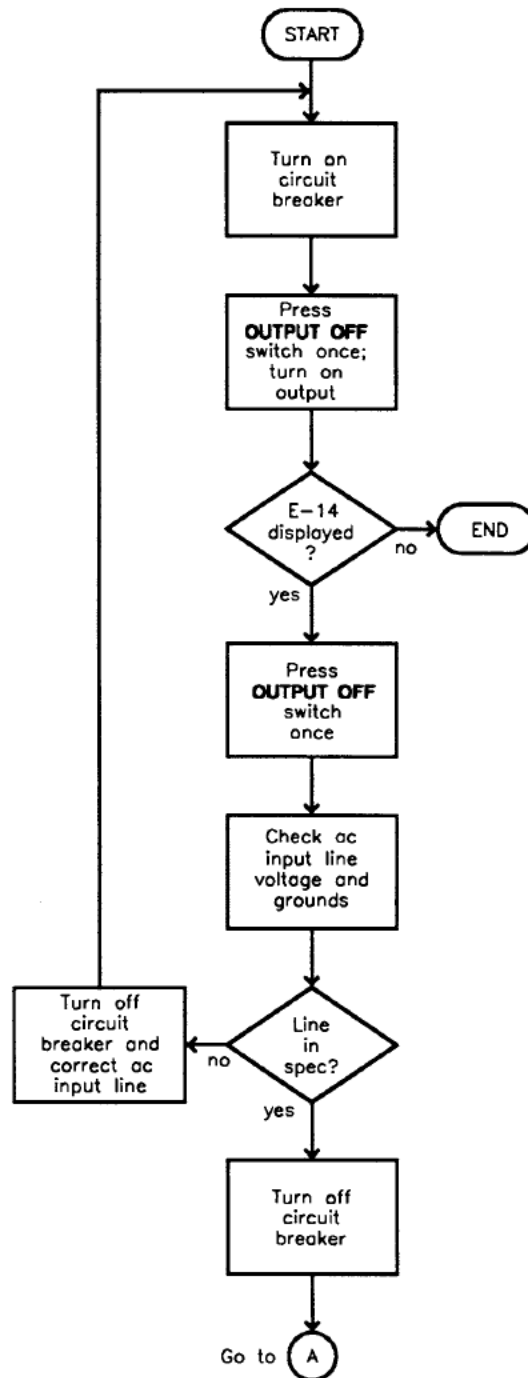 START
Turn on
circuit
breaker
Press
OUTPUT OFF
switch once;
turn on
output
E-14
displayed
?
no
END
yes
Press
OUTPUT OFF
switch
once
Check ac
input line
voltage and
grounds
Line
in
spec?
no
Turn off
circuit
breaker and
correct ac
input line
yes
Turn off
circuit
breaker
Go to A